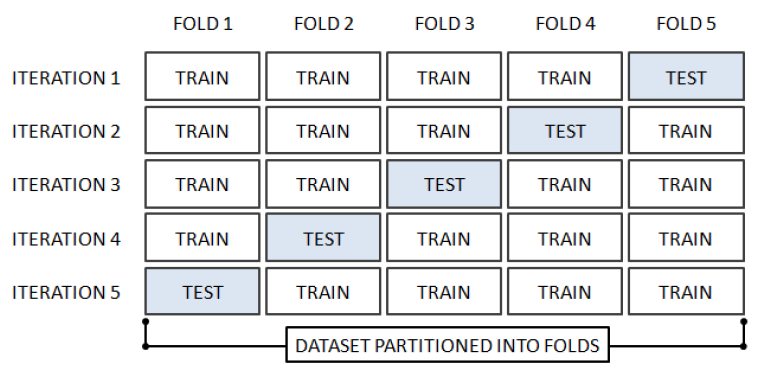 FOLD 1 FOLD 2 FOLD 3 FOLD 4 FOLD 5
ITERATION 1 TRAIN TRAIN TRAIN TRAIN TEST
ITERATION 2 TRAIN TRAIN TRAIN TEST TRAIN
ITERATION 3 TRAIN TRAIN TEST TRAIN TRAIN
ITERATION 4 TRAIN TEST TRAIN TRAIN TRAIN
ITERATION 5 TEST TRAIN TRAIN TRAIN TRAIN
DATASET PARTITIONED INTO FOLDS